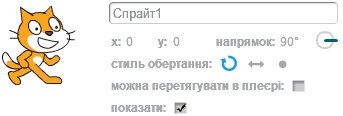 Спрайт1
x: 0 y: 0 напрямок: 90°
стиль обертання:
можна перетягувати в плеєрі:
показати: